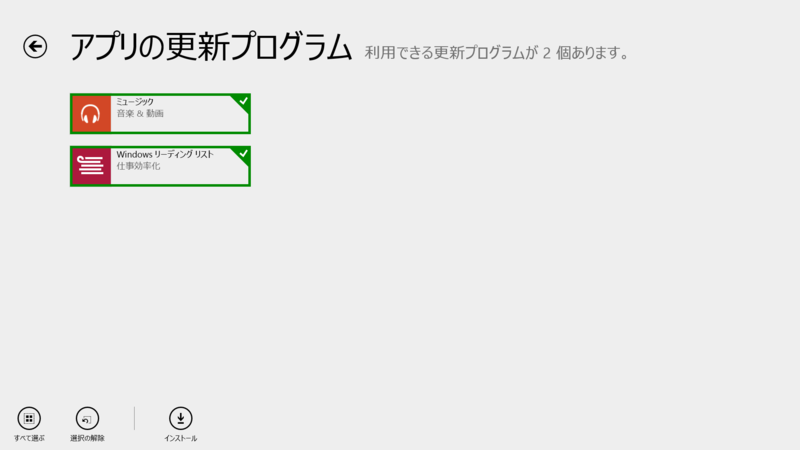 アプリの更新プログラム 利用できる更新プログラムが 2 個あります。
ミュージック
音楽 & 動画
Windows リーディング リスト
仕事効率化
すべて選ぶ
選択の解除
インストール